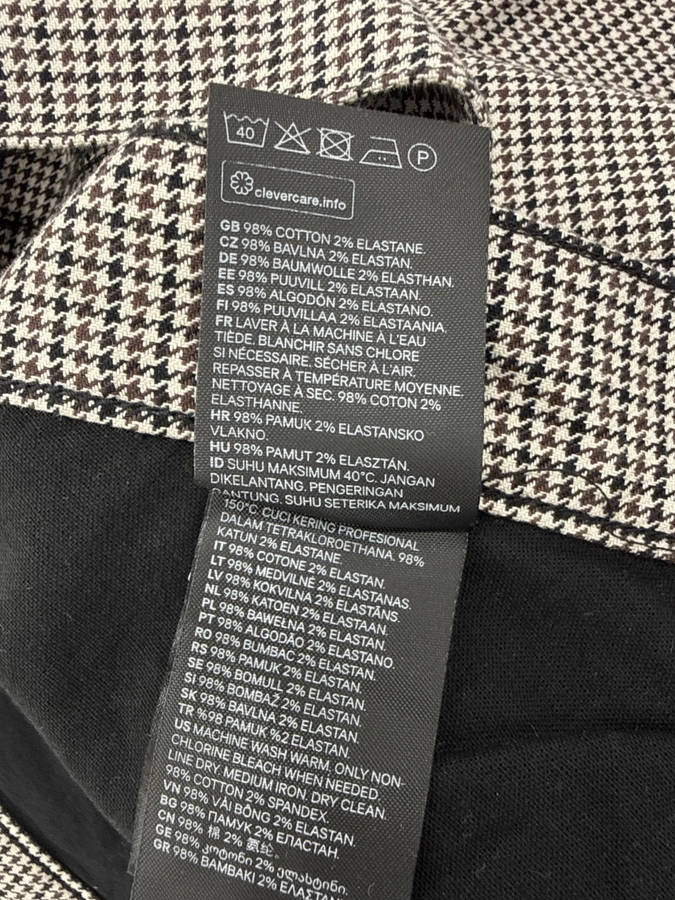 40
P
clevercare.info
GB 98% COTTON 2% ELASTANE.
CZ 98% BAVLNA 2% ELASTAN.
DE 98% BAUMWOLLE 2% ELASTHAN.
EE 98% PUUVILL 2% ELASTAAN.
ES 98% ALGODÓN 2% ELASTANO.
FI 98% PUUVILLAA 2% ELASTAANIA.
FR LAVER À LA MACHINE À L'EAU
TIÈDE. BLANCHIR SANS CHLORE
SI NÉCESSAIRE. SÉCHER À L'AIR.
REPASSER À TEMPÉRATURE MOYENNE.
NETTOYAGE À SEC. 98% COTON 2%
ELASTHANNE.
HR 98% PAMUK 2% ELASTANSKO
VLAKNO.
HU 98% PAMUT 2% ELASZTÁN.
ID SUHU MAKSIMUM 40°C. JANGAN
DIKELANTANG. PENGERINGAN
GANTUNG. SUHU SETERIKA MAKSIMUM
150°C. CUCI KERING PROFESIONAL
DALAM TETRAKLOROETHANA. 98%
KATUN 2% ELASTANE.
IT 98% COTONE 2% ELASTAN.
LT 98% MEDVILNĖ 2% ELASTANAS.
LV 98% KOKVILNA 2% ELASTĀNS.
NL 98% KATOEN 2% ELASTAAN.
PL 98% BAWEŁNA 2% ELASTAN.
PT 98% ALGODÃO 2% ELASTANO.
RO 98% BUMBAC 2% ELASTAN.
RS 98% PAMUK 2% ELASTAN.
SE 98% BOMULL 2% ELASTAN.
SI 98% BOMBAŽ 2% ELASTAN.
SK 98% BAVLNA 2% ELASTAN.
TR %98 PAMUK %2 ELASTAN.
US MACHINE WASH WARM. ONLY NON-
CHLORINE BLEACH WHEN NEEDED.
LINE DRY. MEDIUM IRON. DRY CLEAN.
98% COTTON 2% SPANDEX.
VN 98% VẢI BÔNG 2% ELASTAN.
BG 98% ПАМУК 2% ЕЛАСТАН.
CN 98% 棉 2% 氨纶。
GE 98% კოტონი 2% ელასტინი.
GR 98% ΒΑΜΒΑΚΙ 2% ΕΛΑΣΤΑΝ